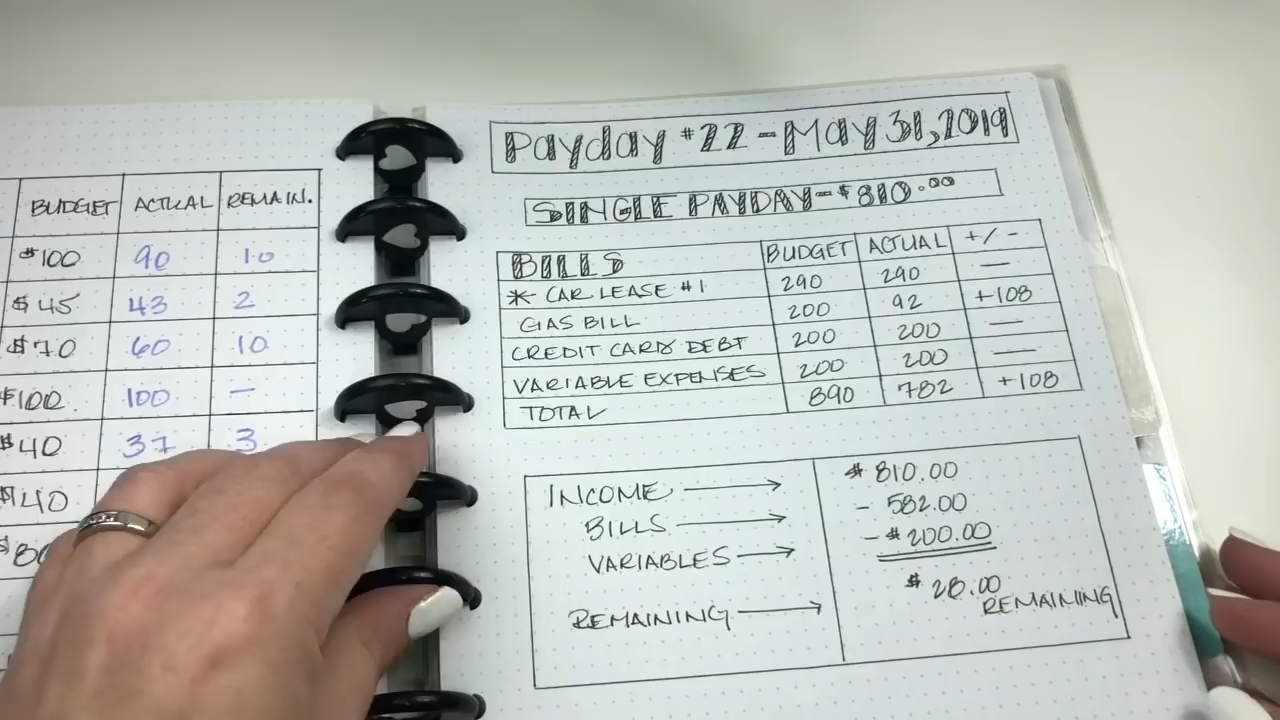 BUDGET ACTUAL REMAIN.
$100 90 10
$45 43 2
$70 60 10
$100. 100 —
$40 37 3
$40
Payday #22 - May 31, 2019
SINGLE PAYDAY - $810.00
BILLS BUDGET ACTUAL +/-
* CAR LEASE #1 290 290 —
GAS BILL 200 92 +108
CREDIT CARD DEBT 200 200 —
VARIABLE EXPENSES 200 200 —
TOTAL 890 782 +108
INCOME → $810.00
BILLS → - 582.00
VARIABLES → - $200.00
REMAINING → $28.00
REMAINING